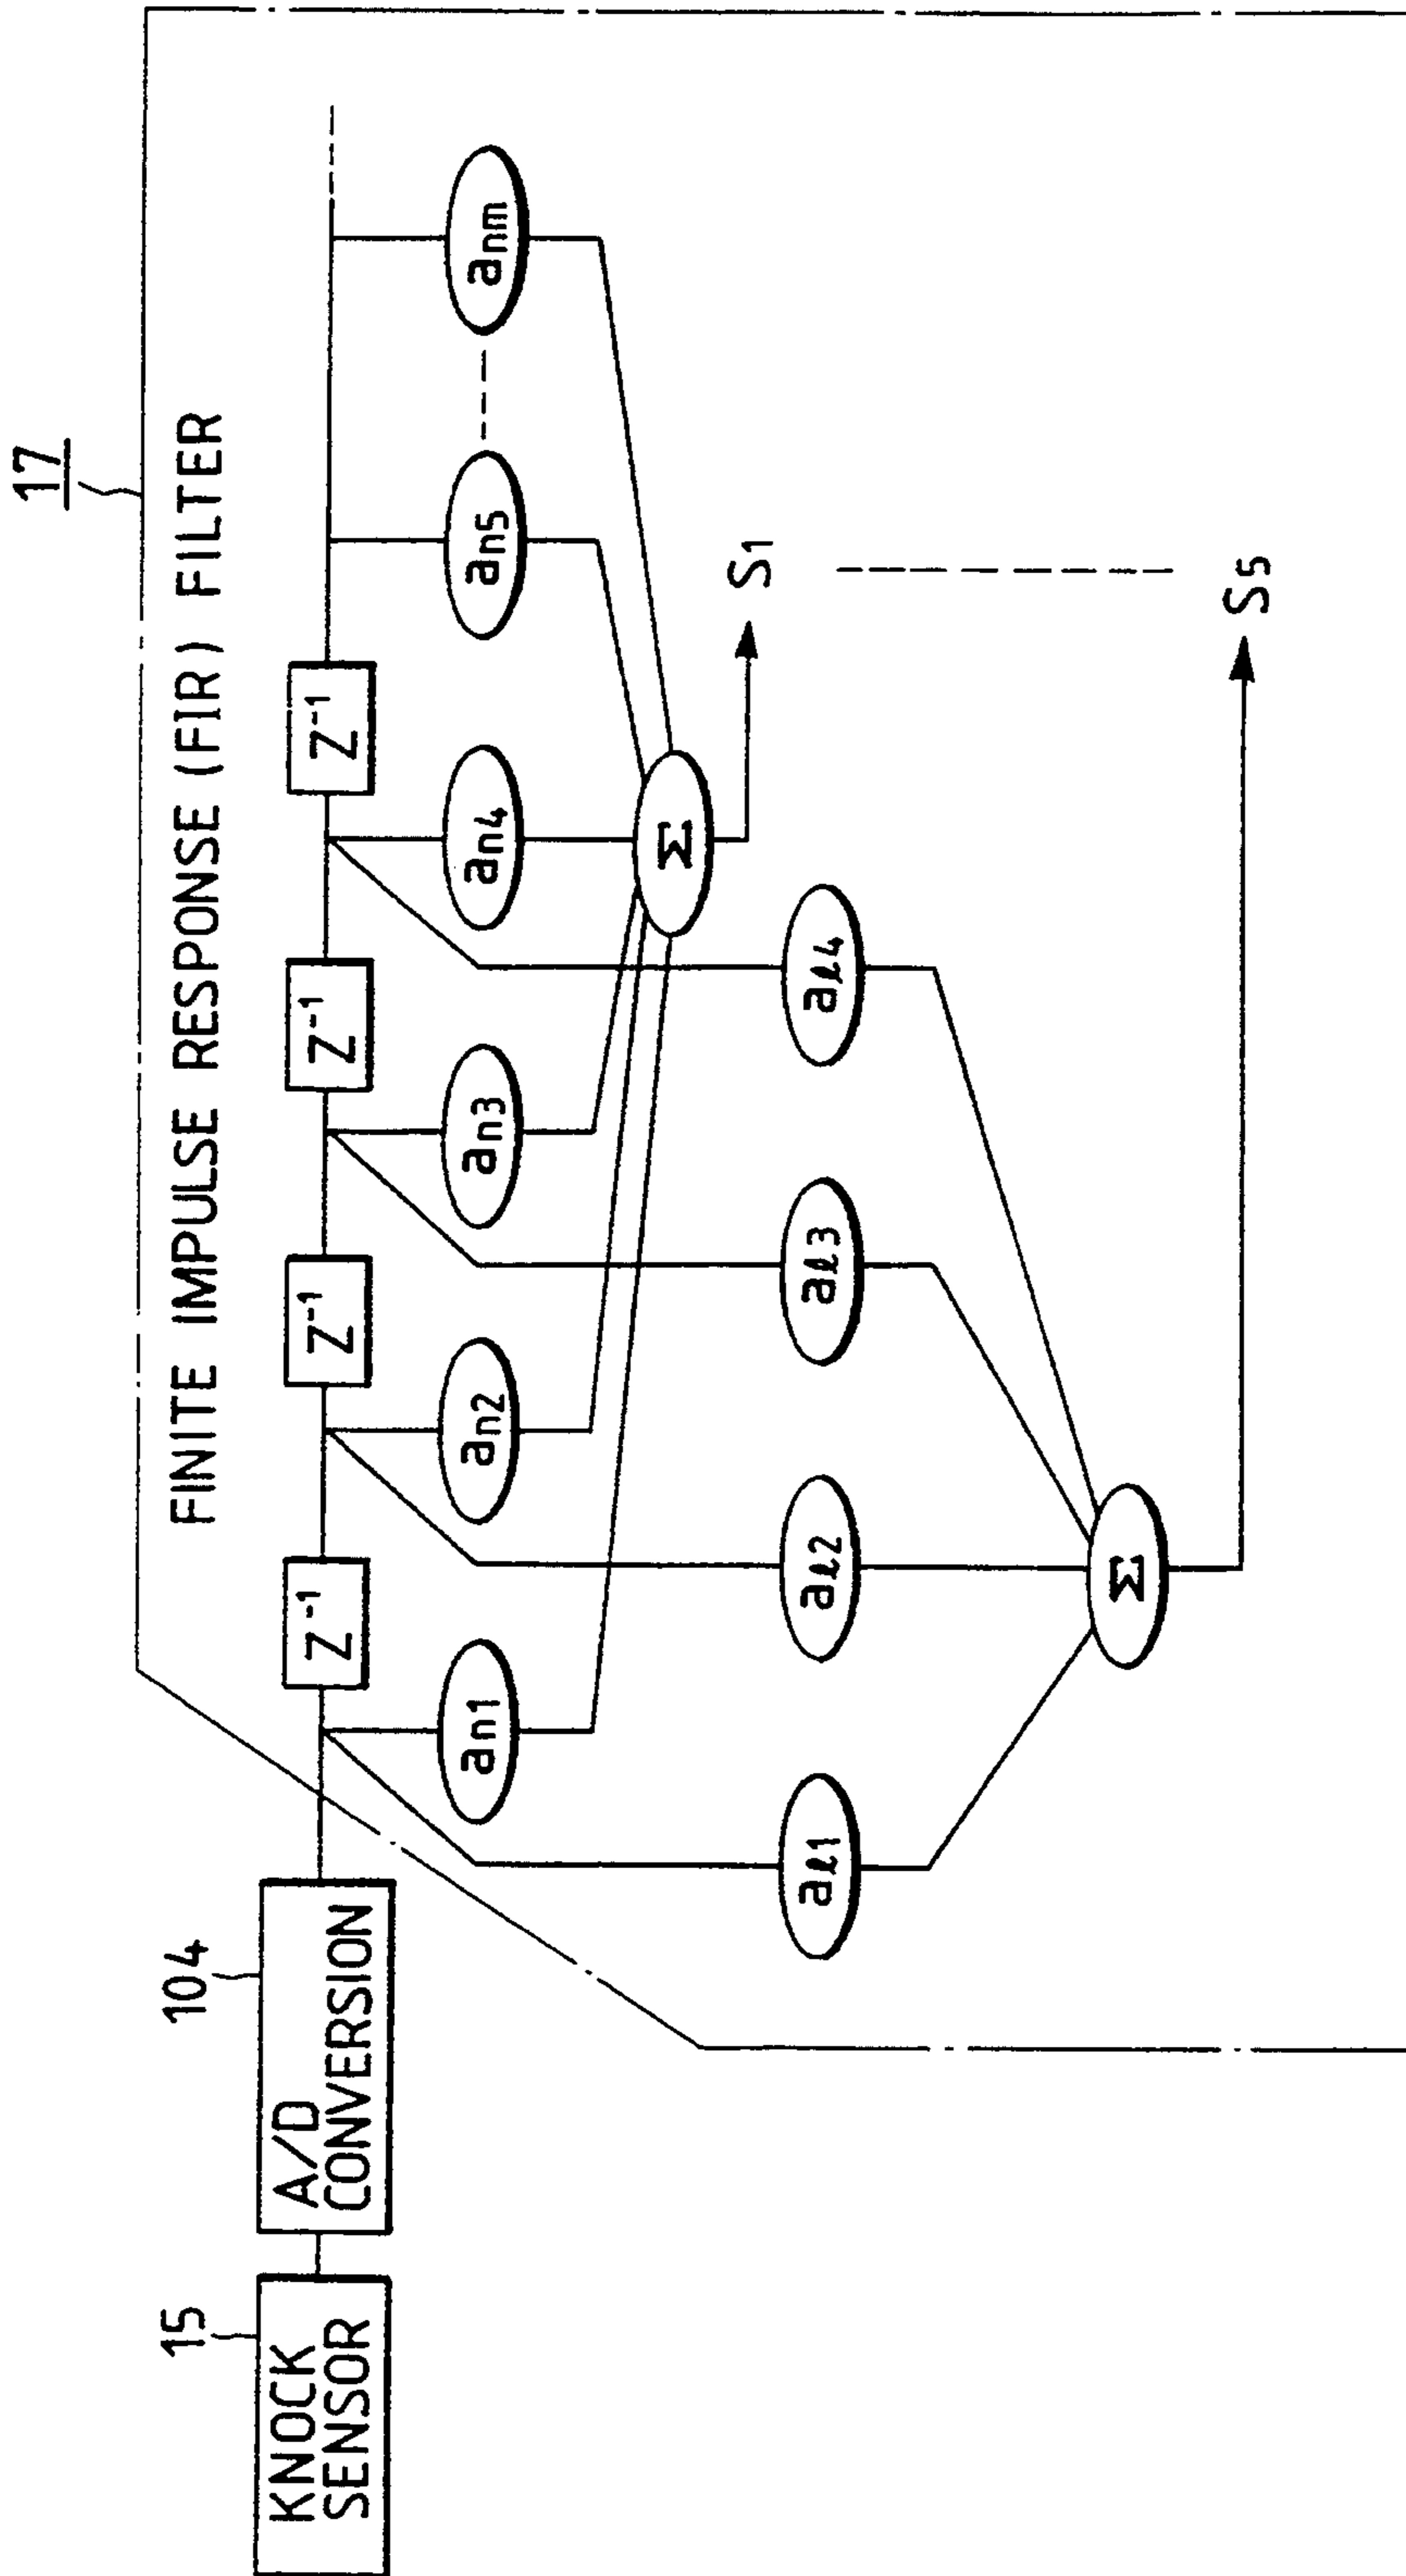 17
FINITE IMPULSE RESPONSE (FIR) FILTER
15
KNOCK
SENSOR
104
A/D
CONVERSION
Z⁻¹
Z⁻¹
Z⁻¹
Z⁻¹
an1
an2
an3
an4
an5
anm
Σ
S1
aℓ1
aℓ2
aℓ3
aℓ4
Σ
S5